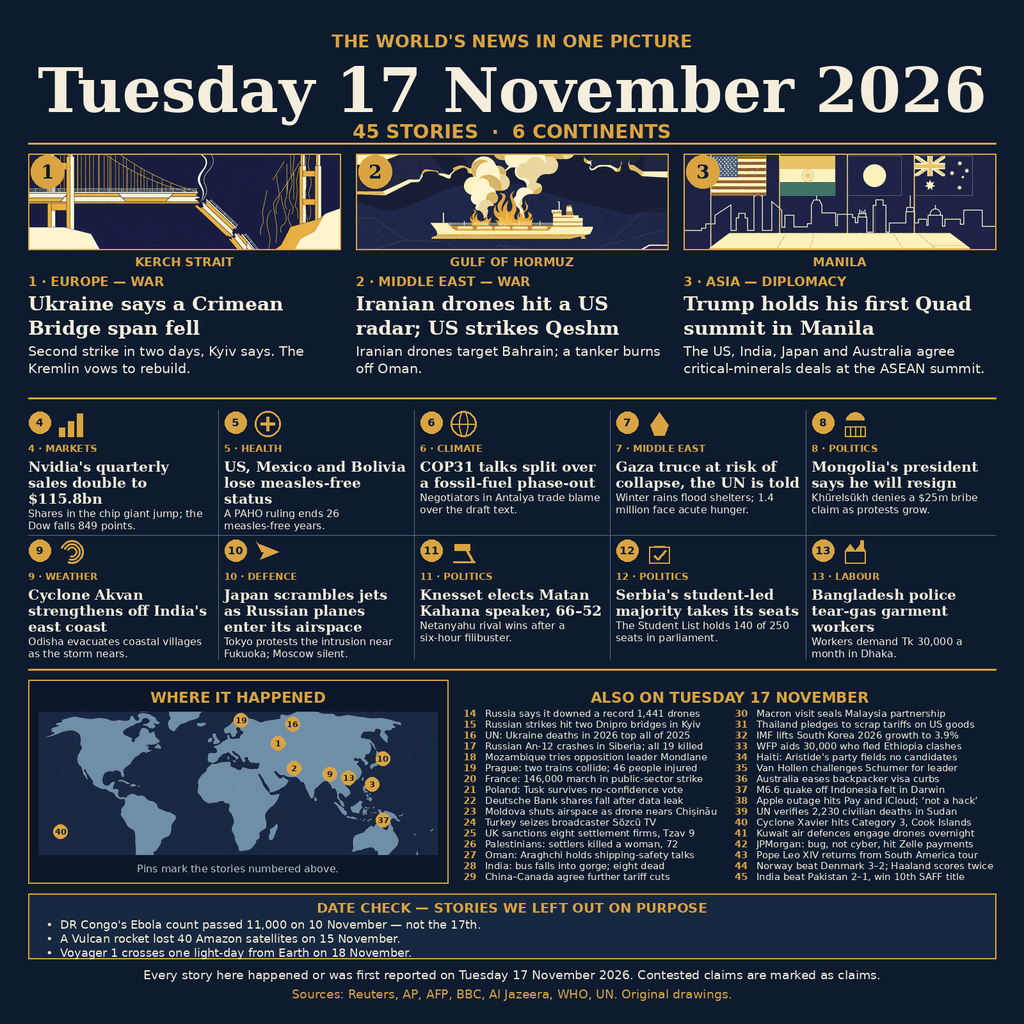 THE WORLD'S NEWS IN ONE PICTURE
Tuesday 17 November 2026
45 STORIES · 6 CONTINENTS
1
2
3
KERCH STRAIT
1 · EUROPE — WAR
Ukraine says a Crimean
Bridge span fell
Second strike in two days, Kyiv says. The
Kremlin vows to rebuild.
GULF OF HORMUZ
2 · MIDDLE EAST — WAR
Iranian drones hit a US
radar; US strikes Qeshm
Iranian drones target Bahrain; a tanker burns
off Oman.
MANILA
3 · ASIA — DIPLOMACY
Trump holds his first Quad
summit in Manila
The US, India, Japan and Australia agree
critical-minerals deals at the ASEAN summit.
4
4 · MARKETS
Nvidia's quarterly
sales double to
$115.8bn
Shares in the chip giant jump; the
Dow falls 849 points.
5
5 · HEALTH
US, Mexico and Bolivia
lose measles-free
status
A PAHO ruling ends 26
measles-free years.
6
6 · CLIMATE
COP31 talks split over
a fossil-fuel phase-out
Negotiators in Antalya trade blame
over the draft text.
7
7 · MIDDLE EAST
Gaza truce at risk of
collapse, the UN is told
Winter rains flood shelters; 1.4
million face acute hunger.
8
8 · POLITICS
Mongolia's president
says he will resign
Khürelsükh denies a $25m bribe
claim as protests grow.
9
9 · WEATHER
Cyclone Akvan
strengthens off India's
east coast
Odisha evacuates coastal villages
as the storm nears.
10
10 · DEFENCE
Japan scrambles jets
as Russian planes
enter its airspace
Tokyo protests the intrusion near
Fukuoka; Moscow silent.
11
11 · POLITICS
Knesset elects Matan
Kahana speaker, 66–52
Netanyahu rival wins after a
six-hour filibuster.
12
12 · POLITICS
Serbia's student-led
majority takes its seats
The Student List holds 140 of 250
seats in parliament.
13
13 · LABOUR
Bangladesh police
tear-gas garment
workers
Workers demand Tk 30,000 a
month in Dhaka.
WHERE IT HAPPENED
19
16
1
10
2
9
13
3
37
40
Pins mark the stories numbered above.
ALSO ON TUESDAY 17 NOVEMBER
14 Russia says it downed a record 1,441 drones
15 Russian strikes hit two Dnipro bridges in Kyiv
16 UN: Ukraine deaths in 2026 top all of 2025
17 Russian An-12 crashes in Siberia; all 19 killed
18 Mozambique tries opposition leader Mondlane
19 Prague: two trains collide; 46 people injured
20 France: 146,000 march in public-sector strike
21 Poland: Tusk survives no-confidence vote
22 Deutsche Bank shares fall after data leak
23 Moldova shuts airspace as drone nears Chișinău
24 Turkey seizes broadcaster Sözcü TV
25 UK sanctions eight settlement firms, Tzav 9
26 Palestinians: settlers killed a woman, 72
27 Oman: Araghchi holds shipping-safety talks
28 India: bus falls into gorge; eight dead
29 China–Canada agree further tariff cuts
30 Macron visit seals Malaysia partnership
31 Thailand pledges to scrap tariffs on US goods
32 IMF lifts South Korea 2026 growth to 3.9%
33 WFP aids 30,000 who fled Ethiopia clashes
34 Haiti: Aristide's party fields no candidates
35 Van Hollen challenges Schumer for leader
36 Australia eases backpacker visa curbs
37 M6.6 quake off Indonesia felt in Darwin
38 Apple outage hits Pay and iCloud; ‘not a hack’
39 UN verifies 2,230 civilian deaths in Sudan
40 Cyclone Xavier hits Category 3, Cook Islands
41 Kuwait air defences engage drones overnight
42 JPMorgan: bug, not cyber, hit Zelle payments
43 Pope Leo XIV returns from South America tour
44 Norway beat Denmark 3–2; Haaland scores twice
45 India beat Pakistan 2–1, win 10th SAFF title
DATE CHECK — STORIES WE LEFT OUT ON PURPOSE
• DR Congo's Ebola count passed 11,000 on 10 November — not the 17th.
• A Vulcan rocket lost 40 Amazon satellites on 15 November.
• Voyager 1 crosses one light-day from Earth on 18 November.
Every story here happened or was first reported on Tuesday 17 November 2026. Contested claims are marked as claims.
Sources: Reuters, AP, AFP, BBC, Al Jazeera, WHO, UN. Original drawings.